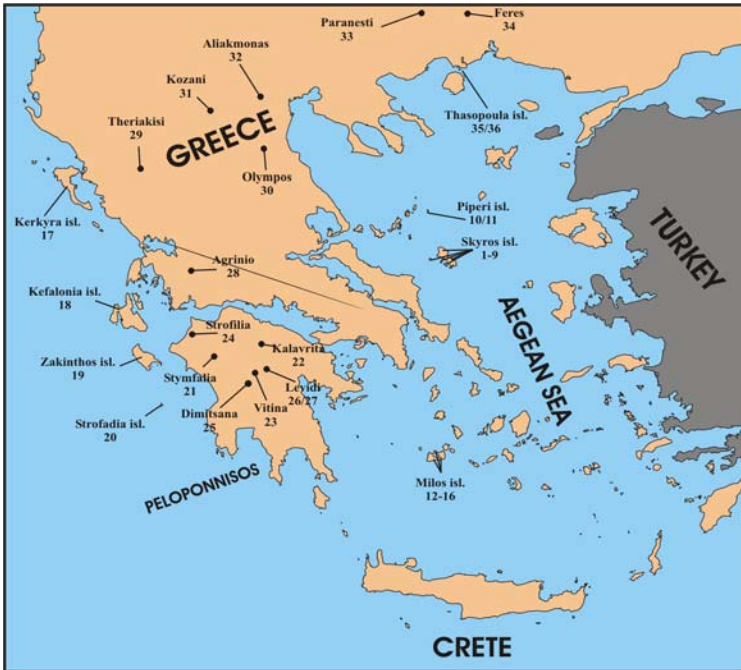 Paranesti
33
Feres
34
Aliakmonas
32
Kozani
31
Theriakisi
29
GREECE
Thasopoula isl.
35/36
Olympos
30
Kerkyra isl.
17
Piperi isl.
10/11
Skyros isl.
1-9
TURKEY
Agrinio
28
Kefalonia isl.
18
AEGEAN SEA
Strofilia
24
Kalavrita
22
Zakinthos isl.
19
Stymfalia
21
Levidi
26/27
Vitina
23
Dimitsana
25
Strofadia isl.
20
PELOPONNISOS
Milos isl.
12-16
CRETE